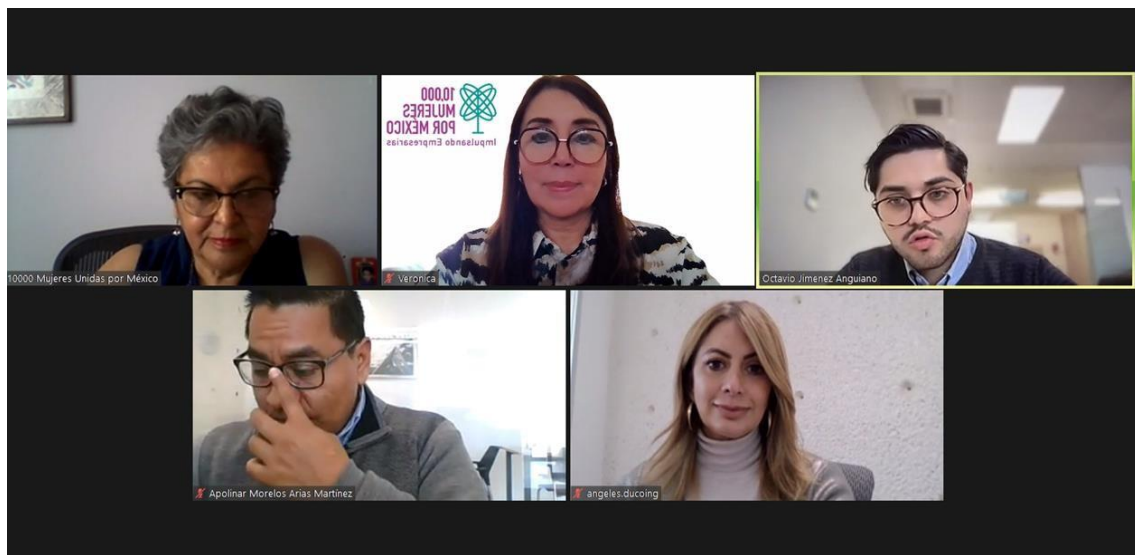 10,000
MUJERES
POR MÉXICO
Impulsando Empresarias
10000 Mujeres Unidas por México
Veronica
Octavio Jimenez Anguiano
Apolinar Morelos Arias Martínez
angeles.ducoing